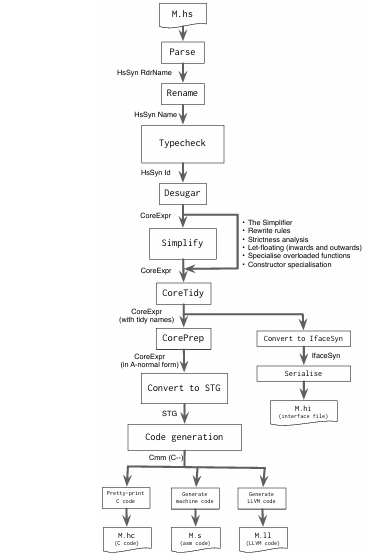 M.hs
Parse
HsSyn RdrName
Rename
HsSyn Name
Typecheck
HsSyn Id
Desugar
CoreExpr
• The Simplifier
• Rewrite rules
• Strictness analysis
• Let-floating (inwards and outwards)
• Specialise overloaded functions
• Constructor specialisation
Simplify
CoreExpr
CoreTidy
CoreExpr
(with tidy names)
CorePrep
Convert to IfaceSyn
CoreExpr
(in A-normal form)
IfaceSyn
Serialise
Convert to STG
M.hi
(interface file)
STG
Code generation
Cmm (C--)
Pretty-print
C code
Generate
machine code
Generate
LLVM code
M.hc
(C code)
M.s
(asm code)
M.ll
(LLVM code)